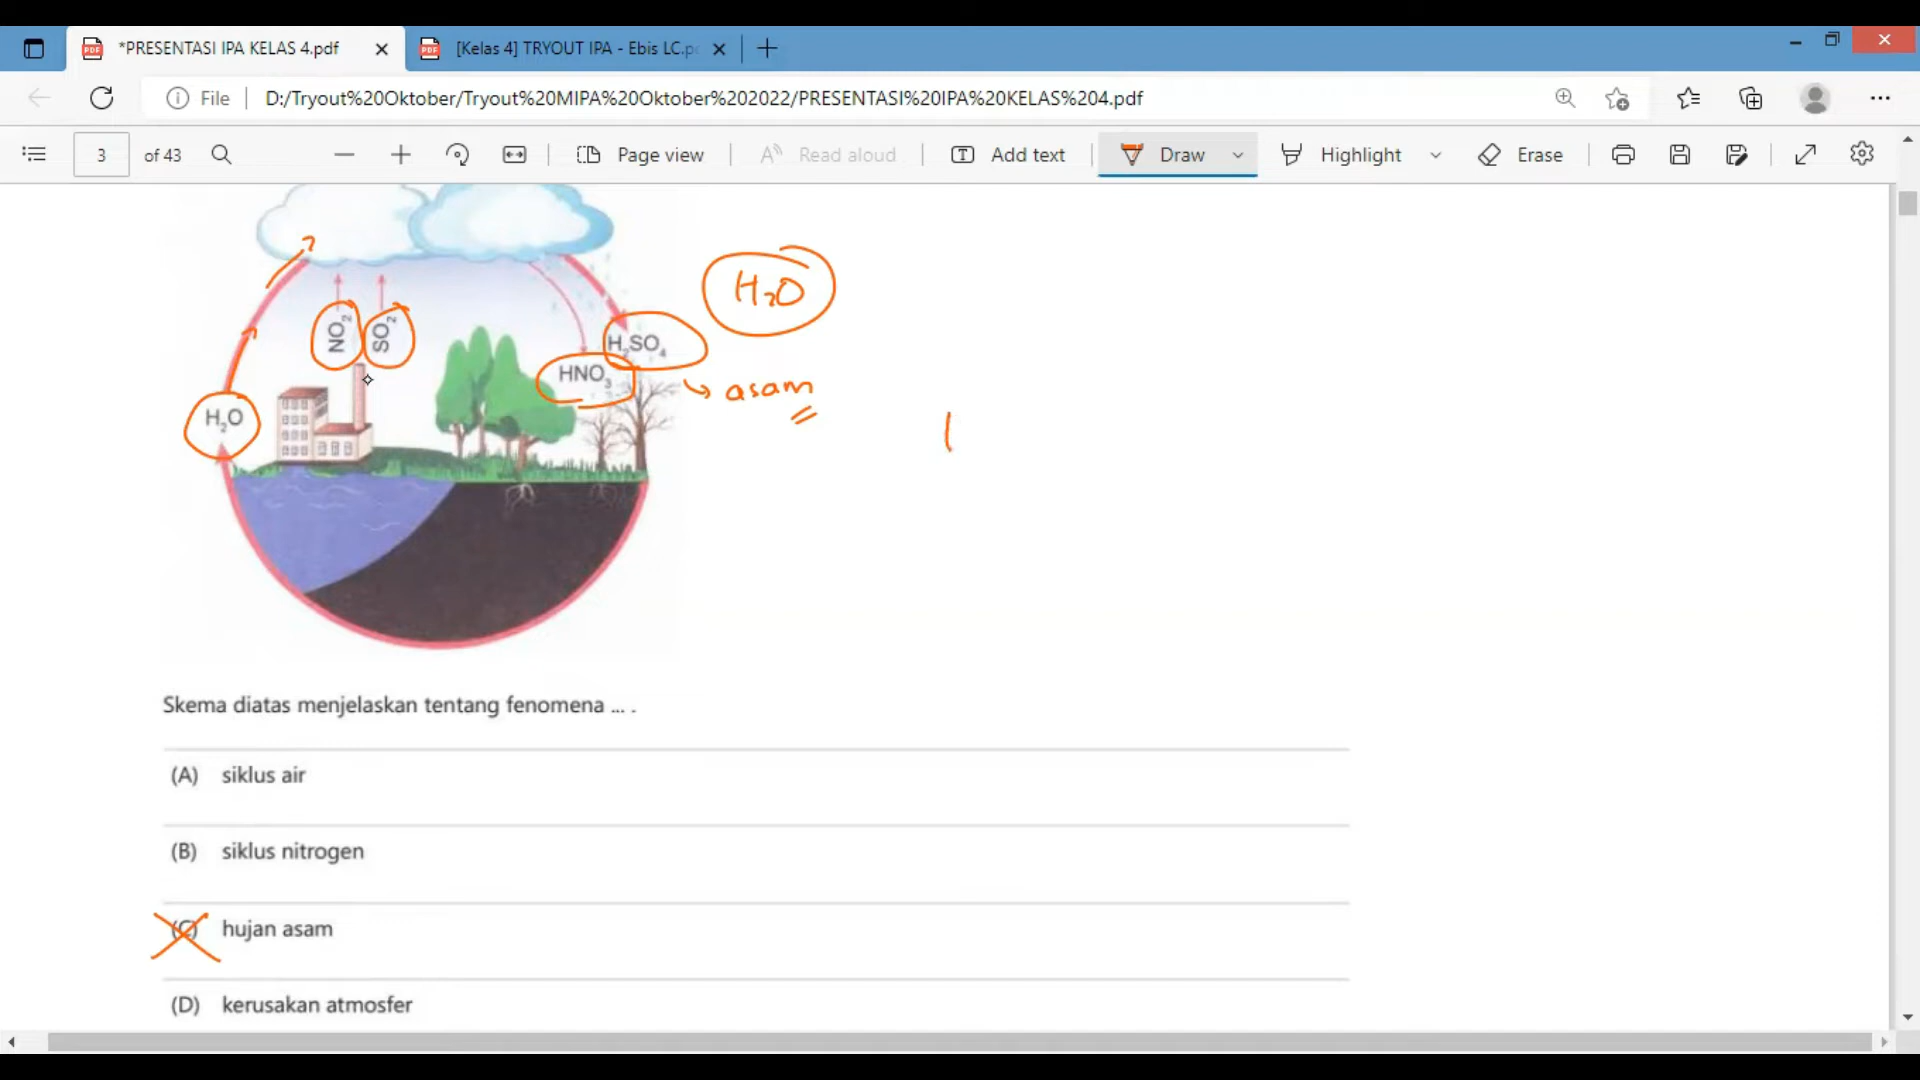 *PRESENTASI IPA KELAS 4.pdf
[Kelas 4] TRYOUT IPA - Ebis LC.p
File
D:/Tryout%20Oktober/Tryout%20MIPA%20Oktober%202022/PRESENTASI%20IPA%20KELAS%204.pdf
3 of 43
Page view
Read aloud
Add text
Draw
Highlight
Erase
H₂O
NO₂
SO₂
H₂SO₄
HNO₃
asam
H₂O
Skema diatas menjelaskan tentang fenomena ... .
(A) siklus air
(B) siklus nitrogen
(C) hujan asam
(D) kerusakan atmosfer